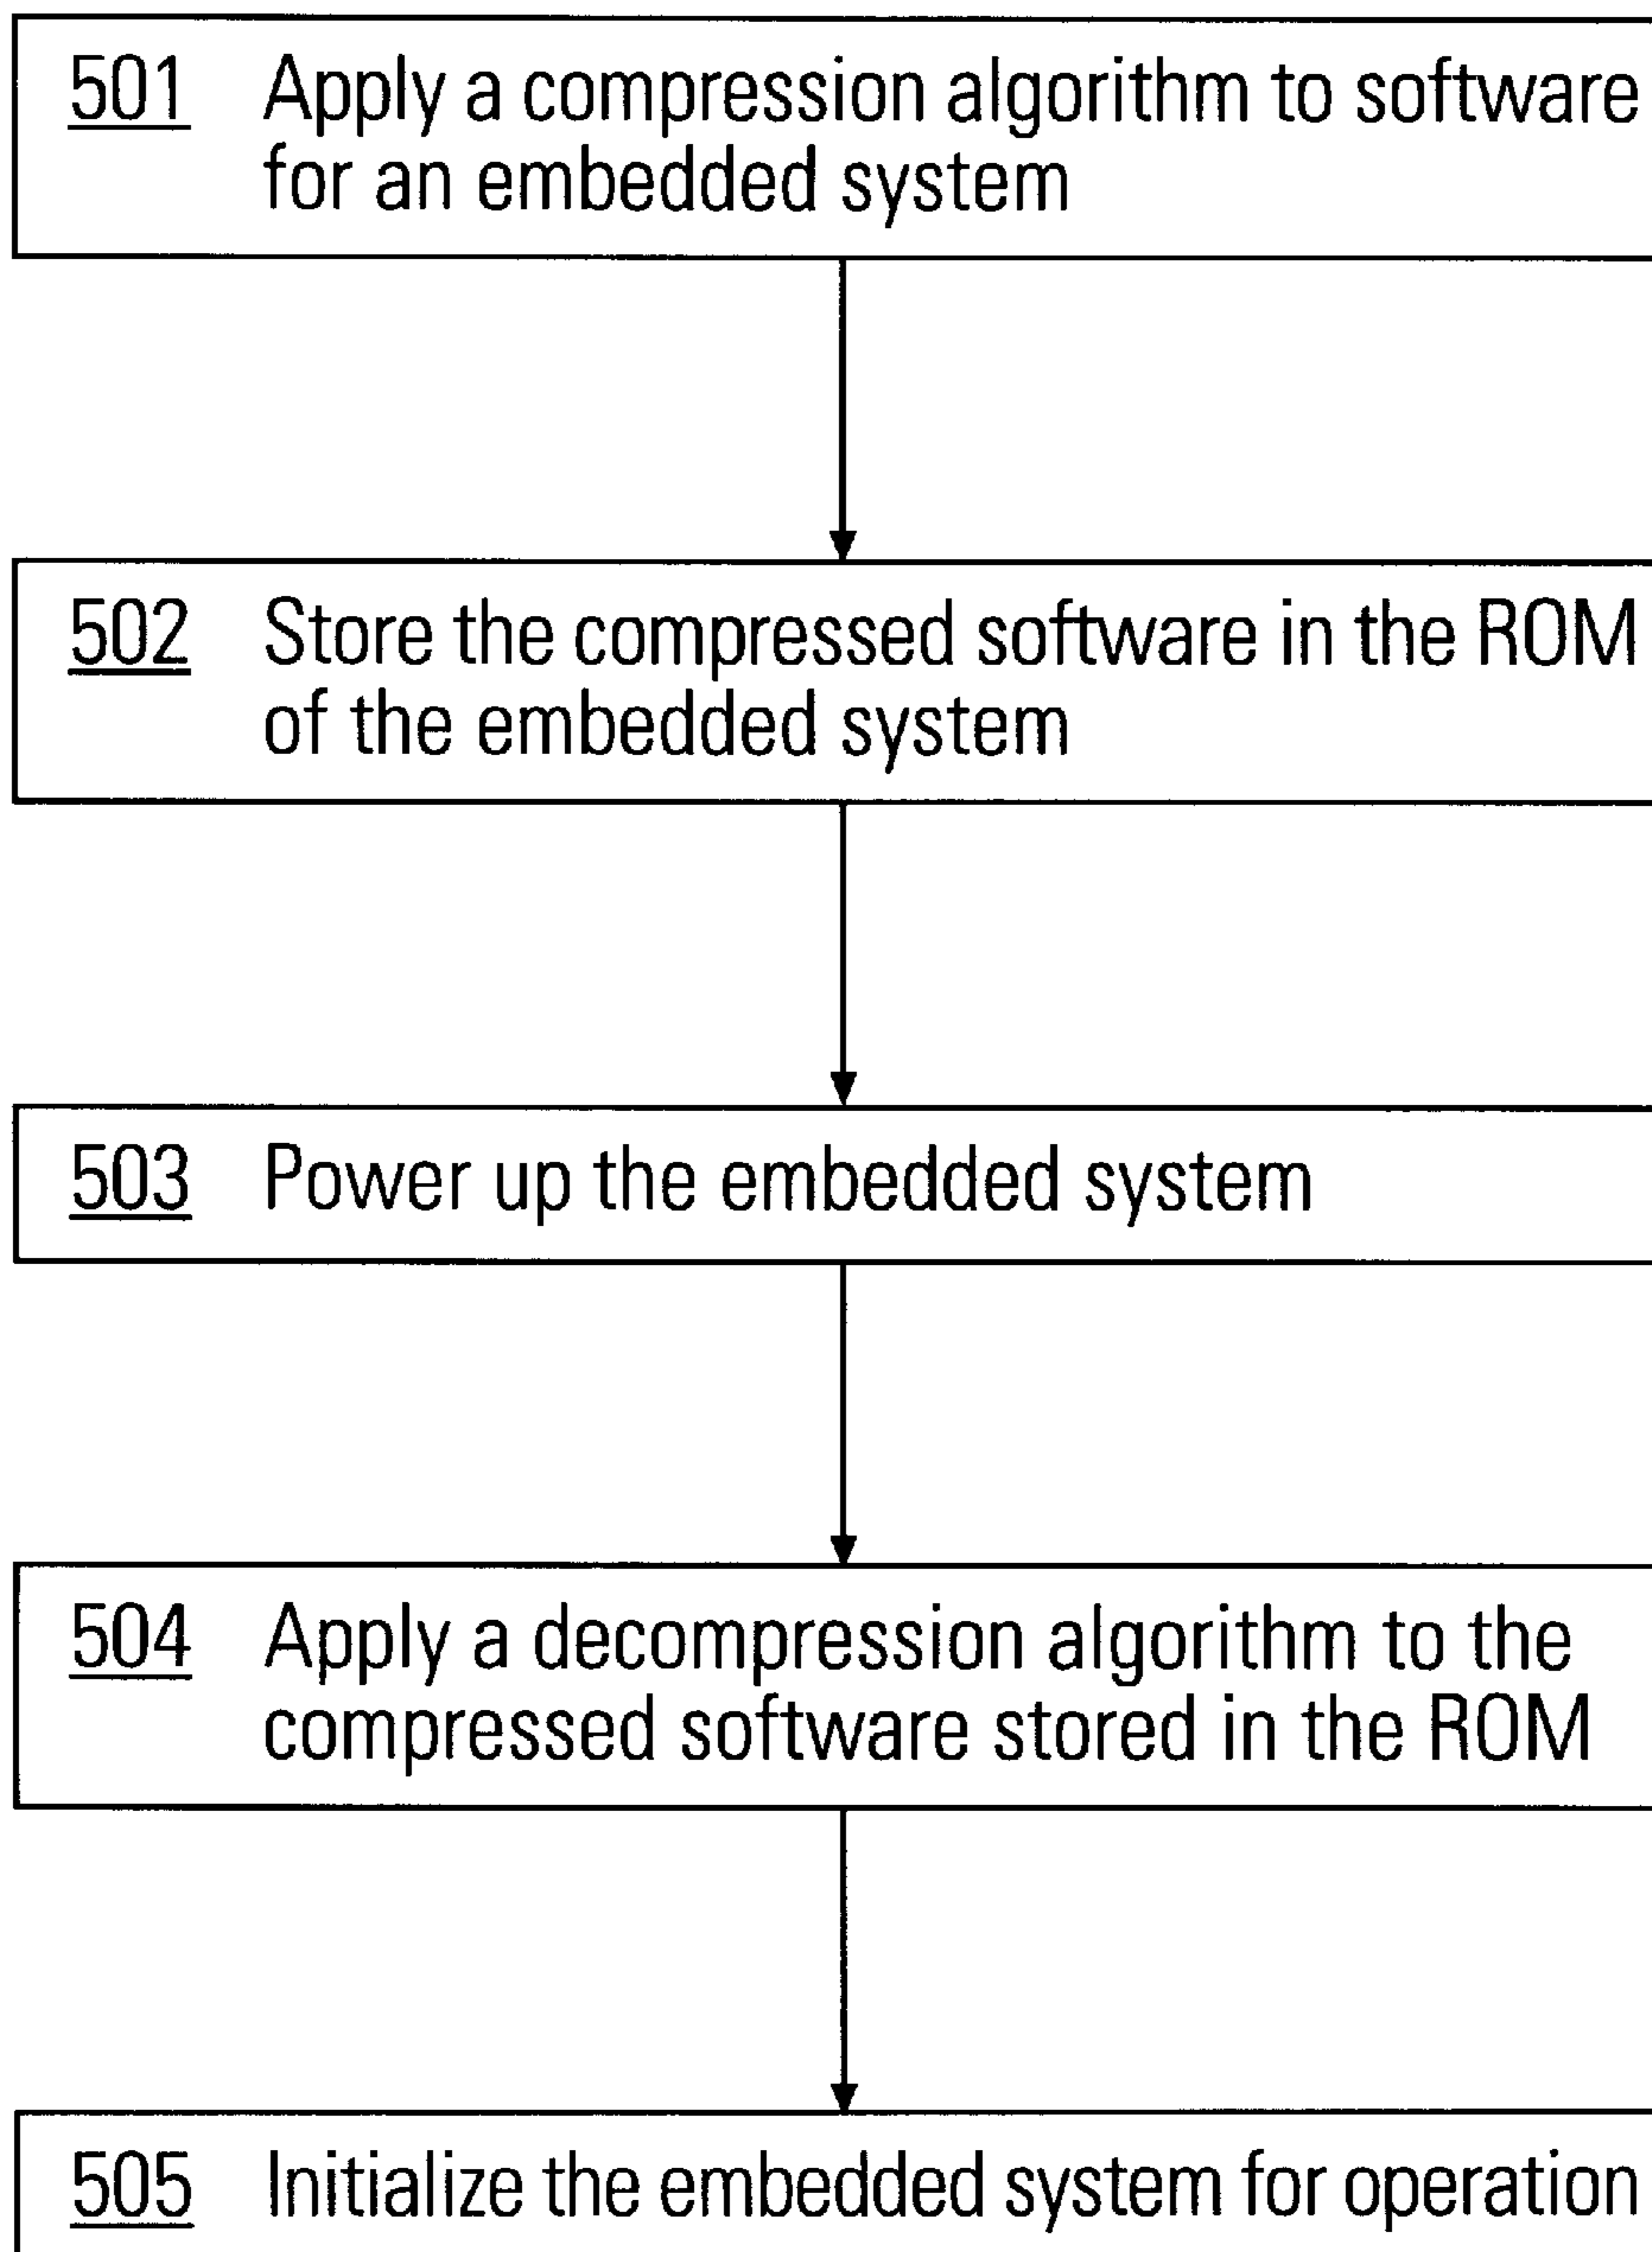 501 Apply a compression algorithm to software
for an embedded system
502 Store the compressed software in the ROM
of the embedded system
503 Power up the embedded system
504 Apply a decompression algorithm to the
compressed software stored in the ROM
505 Initialize the embedded system for operation